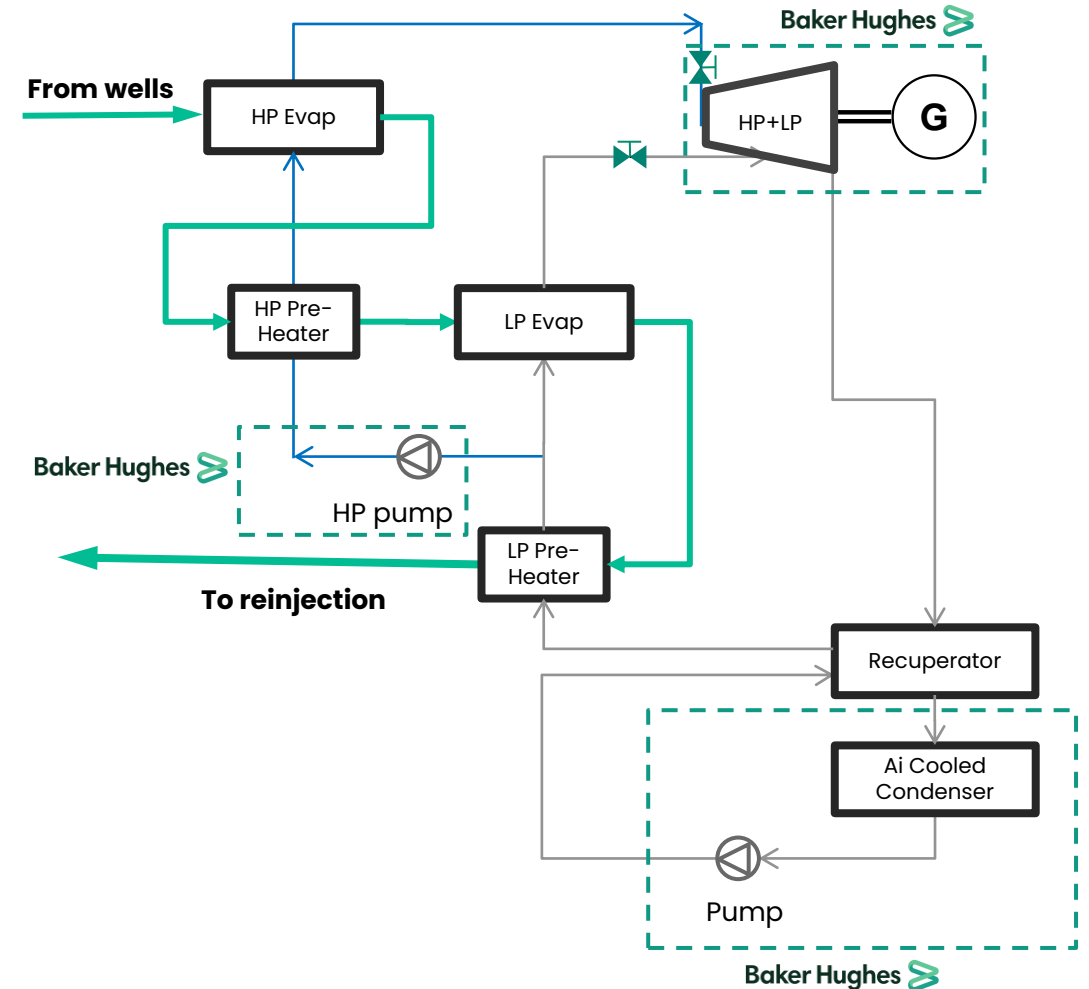 Baker Hughes
From wells
HP Evap
HP+LP
G
HP Pre-
Heater
LP Evap
Baker Hughes
HP pump
LP Pre-
Heater
To reinjection
Recuperator
Ai Cooled
Condenser
Pump
Baker Hughes